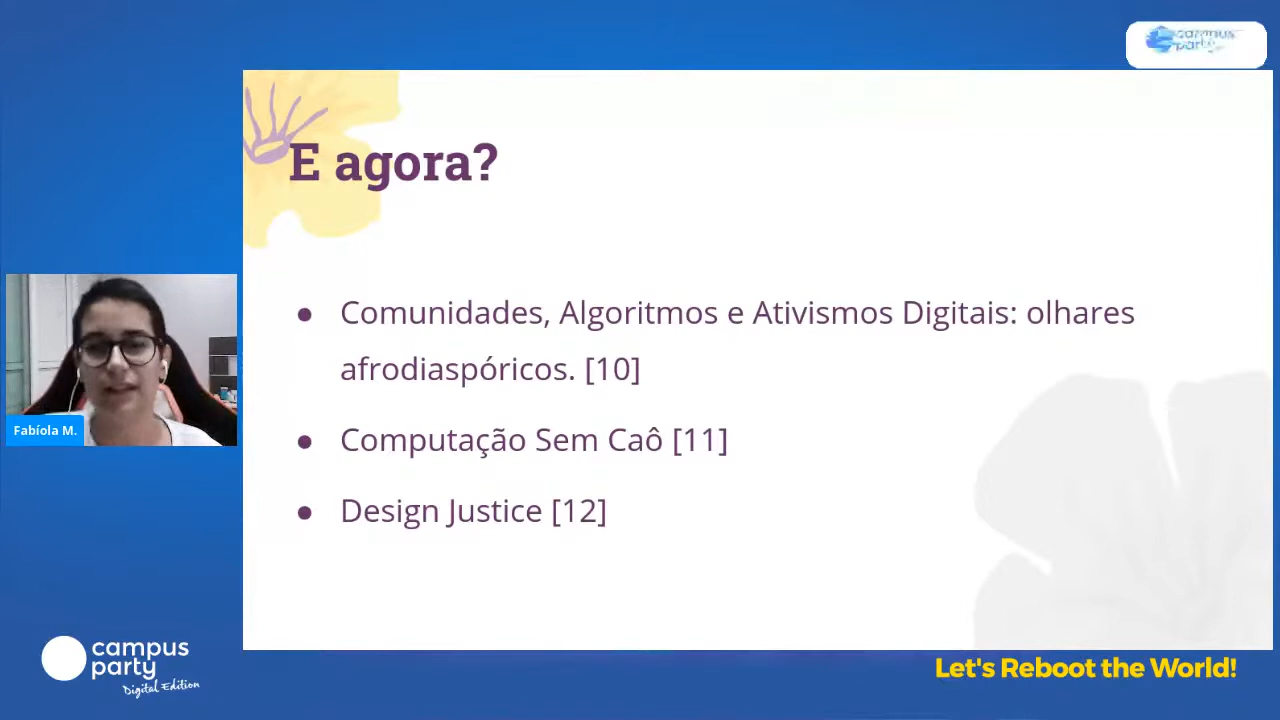 campus
party
E agora?
● Comunidades, Algoritmos e Ativismos Digitais: olhares
afrodiaspóricos. [10]
● Computação Sem Caô [11]
● Design Justice [12]
Fabíola M.
campus
party
Digital Edition
Let's Reboot the World!